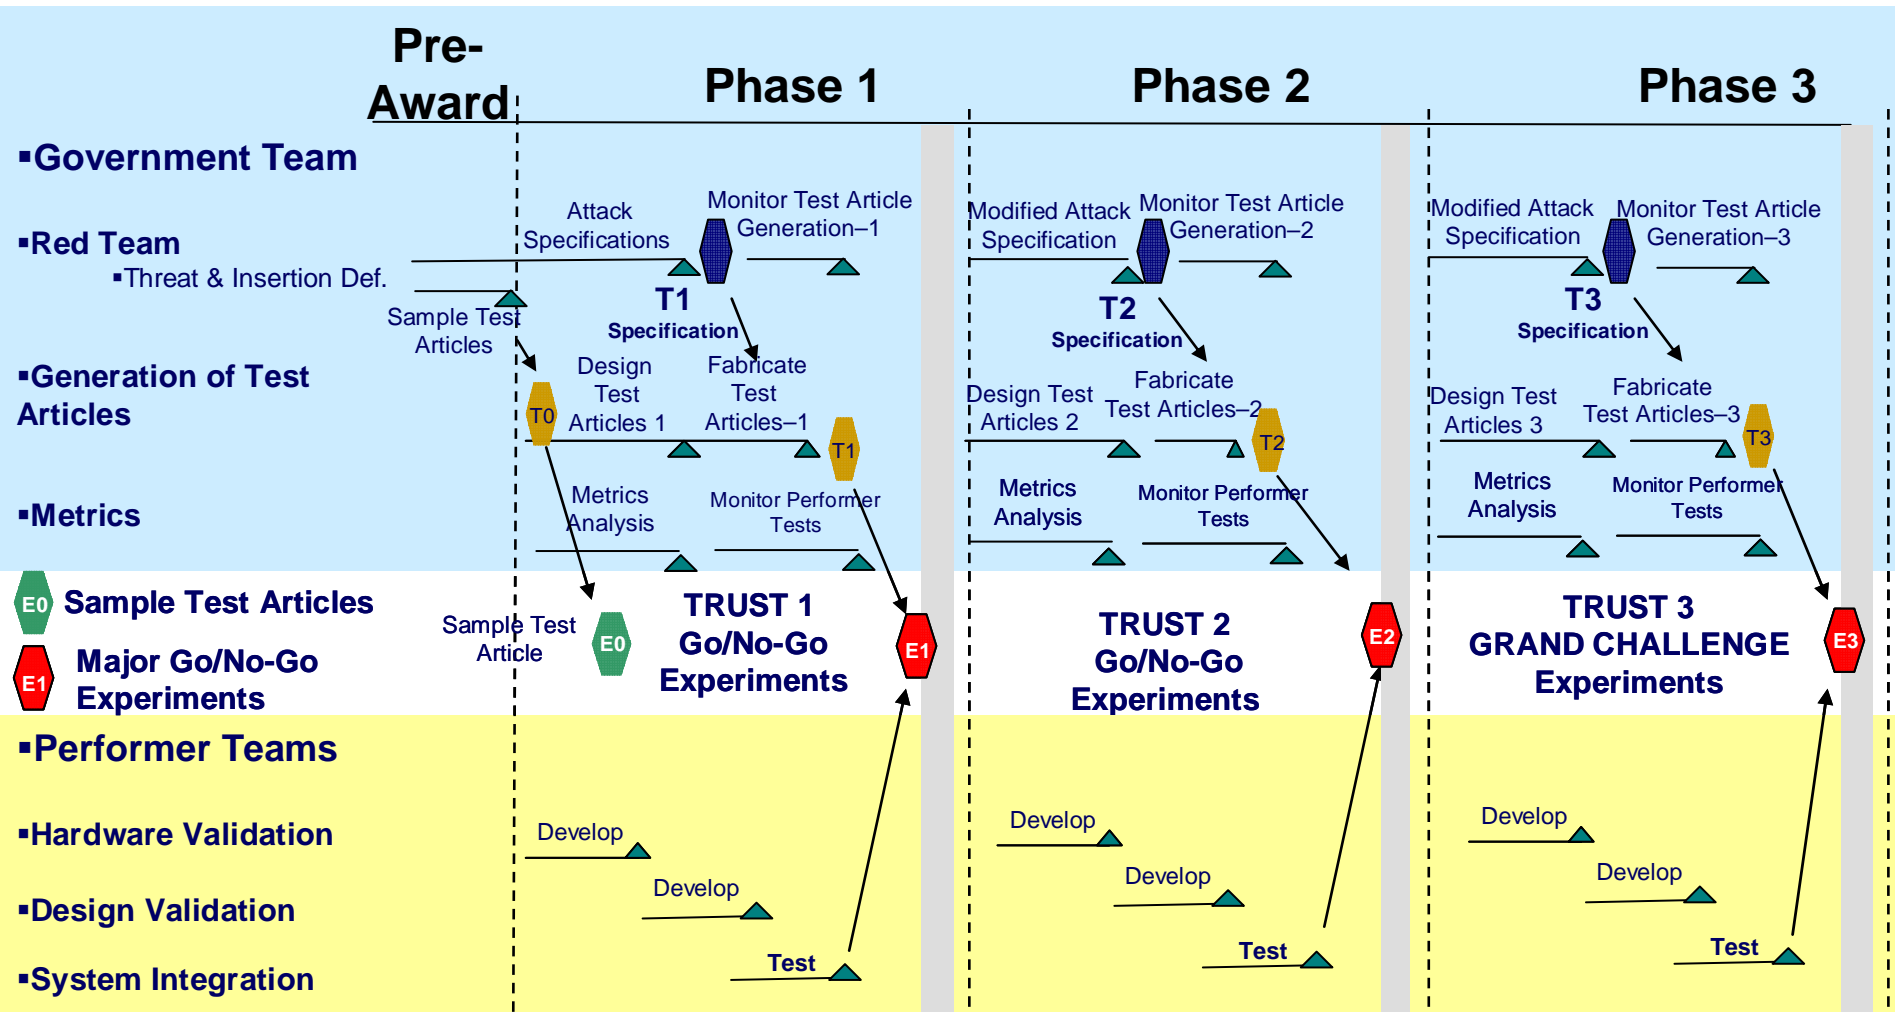 Pre-
Award
Phase 1
Phase 2
Phase 3
▪Government Team
▪Red Team
▪Threat & Insertion Def.
Attack
Specifications
Monitor Test Article
Generation–1
Modified Attack
Specification
Monitor Test Article
Generation–2
Modified Attack
Specification
Monitor Test Article
Generation–3
Sample Test
Articles
T1
Specification
T2
Specification
T3
Specification
▪Generation of Test
Articles
T0
Design
Test
Articles 1
Fabricate
Test
Articles–1
T1
Design Test
Articles 2
Fabricate
Test Articles–2
T2
Design Test
Articles 3
Fabricate
Test Articles–3
T3
▪Metrics
Metrics
Analysis
Monitor Performer
Tests
Metrics
Analysis
Monitor Performer
Tests
Metrics
Analysis
Monitor Performer
Tests
E0 Sample Test Articles
E1 Major Go/No-Go
Experiments
Sample Test
Article
E0
TRUST 1
Go/No-Go
Experiments
E1
TRUST 2
Go/No-Go
Experiments
E2
TRUST 3
GRAND CHALLENGE
Experiments
E3
▪Performer Teams
▪Hardware Validation
Develop
Develop
Develop
▪Design Validation
Develop
Develop
Develop
▪System Integration
Test
Test
Test